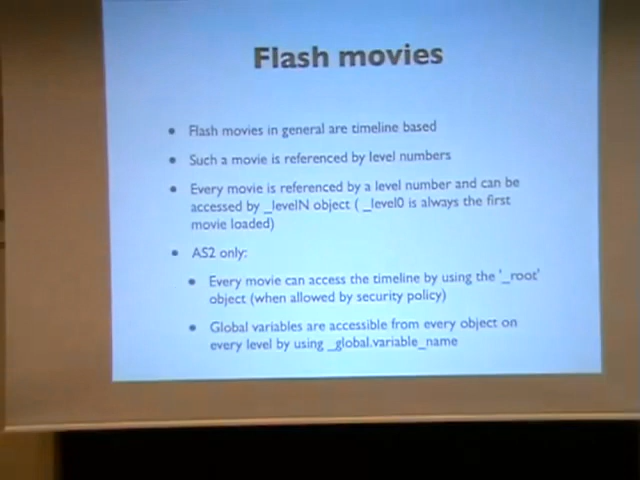 Flash movies
• Flash movies in general are timeline based
• Such a movie is referenced by level numbers
• Every movie is referenced by a level number and can be
accessed by _levelN object ( _level0 is always the first
movie loaded)
• AS2 only:
• Every movie can access the timeline by using the '_root'
object (when allowed by security policy)
• Global variables are accessible from every object on
every level by using _global.variable_name